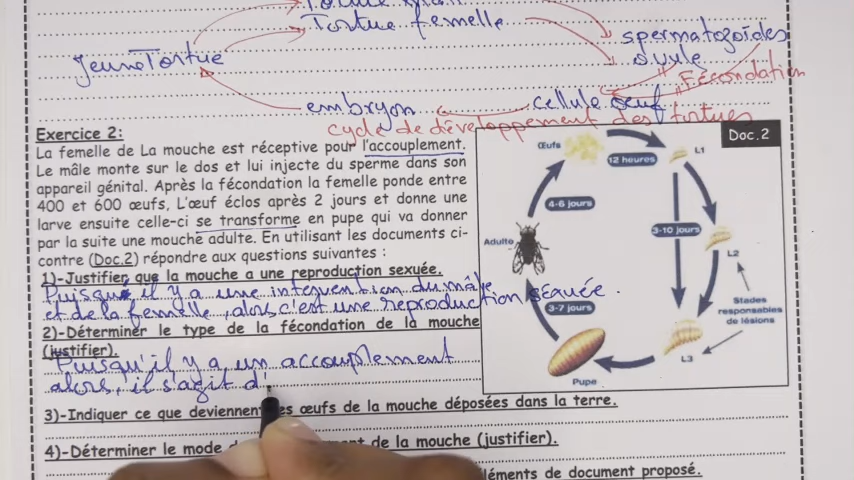 Tortue femelle
spermatozoïdes
Jeune Tortue
ovule
Fécondation
embryon
cellule œuf
cycle de développement des tortues
Exercice 2:
La femelle de La mouche est réceptive pour l'accouplement.
Le mâle monte sur le dos et lui injecte du sperme dans son
appareil génital. Après la fécondation la femelle ponde entre
400 et 600 œufs, L'œuf éclos après 2 jours et donne une
larve ensuite celle-ci se transforme en pupe qui va donner
par la suite une mouche adulte. En utilisant les documents ci-
contre (Doc.2) répondre aux questions suivantes :
1)-Justifier que la mouche a une reproduction sexuée.
Puisqu'il y a une intervention du mâle
et de la femelle, alors c'est une reproduction sexuée.
2)-Déterminer le type de la fécondation de la mouche
(justifier).
Puisqu'il y a un accouplement
alors, il s'agit d'
3)-Indiquer ce que deviennent les œufs de la mouche déposées dans la terre.
4)-Déterminer le mode de la mouche (justifier).
éléments de document proposé.
Doc.2
Œufs
12 heures
L1
4-6 jours
3-10 jours
Adulte
L2
3-7 jours
Stades
responsables
de lésions
L3
Pupe